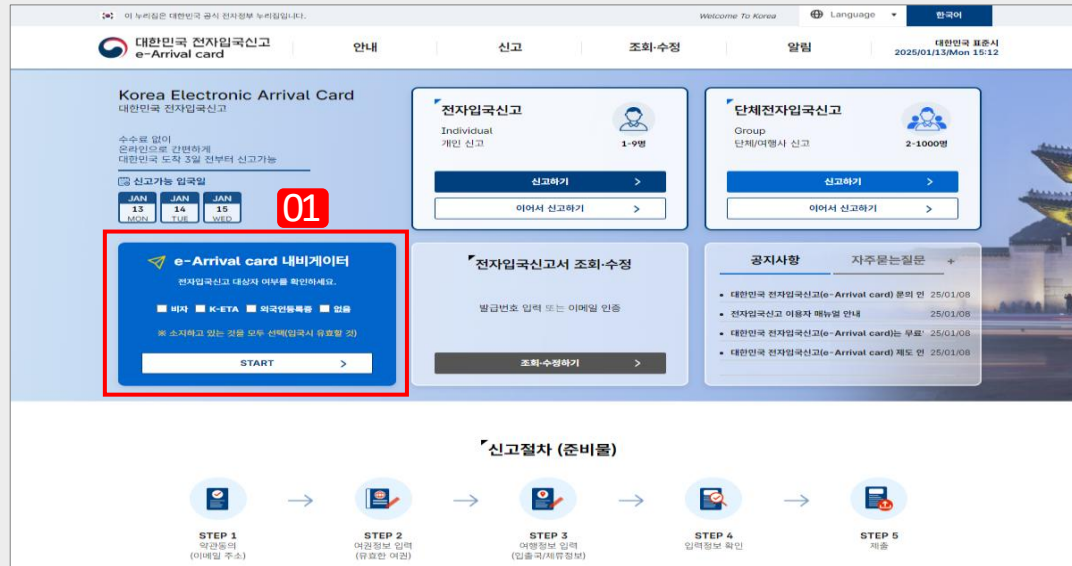 이 누리집은 대한민국 공식 전자정부 누리집입니다.
Welcome To Korea
Language
한국어
대한민국 전자입국신고
e-Arrival card
안내
신고
조회·수정
알림
대한민국 표준시
2025/01/13/Mon 15:12
Korea Electronic Arrival Card
대한민국 전자입국신고
수수료 없이
온라인으로 간편하게
대한민국 도착 3일 전부터 신고가능
신고가능 입국일
JAN
13
MON
JAN
14
TUE
JAN
15
WED
01
전자입국신고
Individual
개인 신고
1-9명
신고하기 >
이어서 신고하기 >
단체전자입국신고
Group
단체/여행사 신고
2-1000명
신고하기 >
이어서 신고하기 >
e-Arrival card 내비게이터
전자입국신고 대상자 여부를 확인하세요.
비자 K-ETA 외국인등록증 없음
※ 소지하고 있는 것을 모두 선택(입국시 유효할 것)
START >
전자입국신고서 조회·수정
발급번호 입력 또는 이메일 인증
조회·수정하기 >
공지사항 자주묻는질문 +
• 대한민국 전자입국신고(e-Arrival card) 문의 안 25/01/08
• 전자입국신고 이용자 매뉴얼 안내 25/01/08
• 대한민국 전자입국신고(e-Arrival card)는 무료 25/01/08
• 대한민국 전자입국신고(e-Arrival card) 제도 안 25/01/08
신고절차 (준비물)
STEP 1
약관동의
(이메일 주소)
STEP 2
여권정보 입력
(유효한 여권)
STEP 3
여행정보 입력
(입출국/체류정보)
STEP 4
입력정보 확인
STEP 5
제출